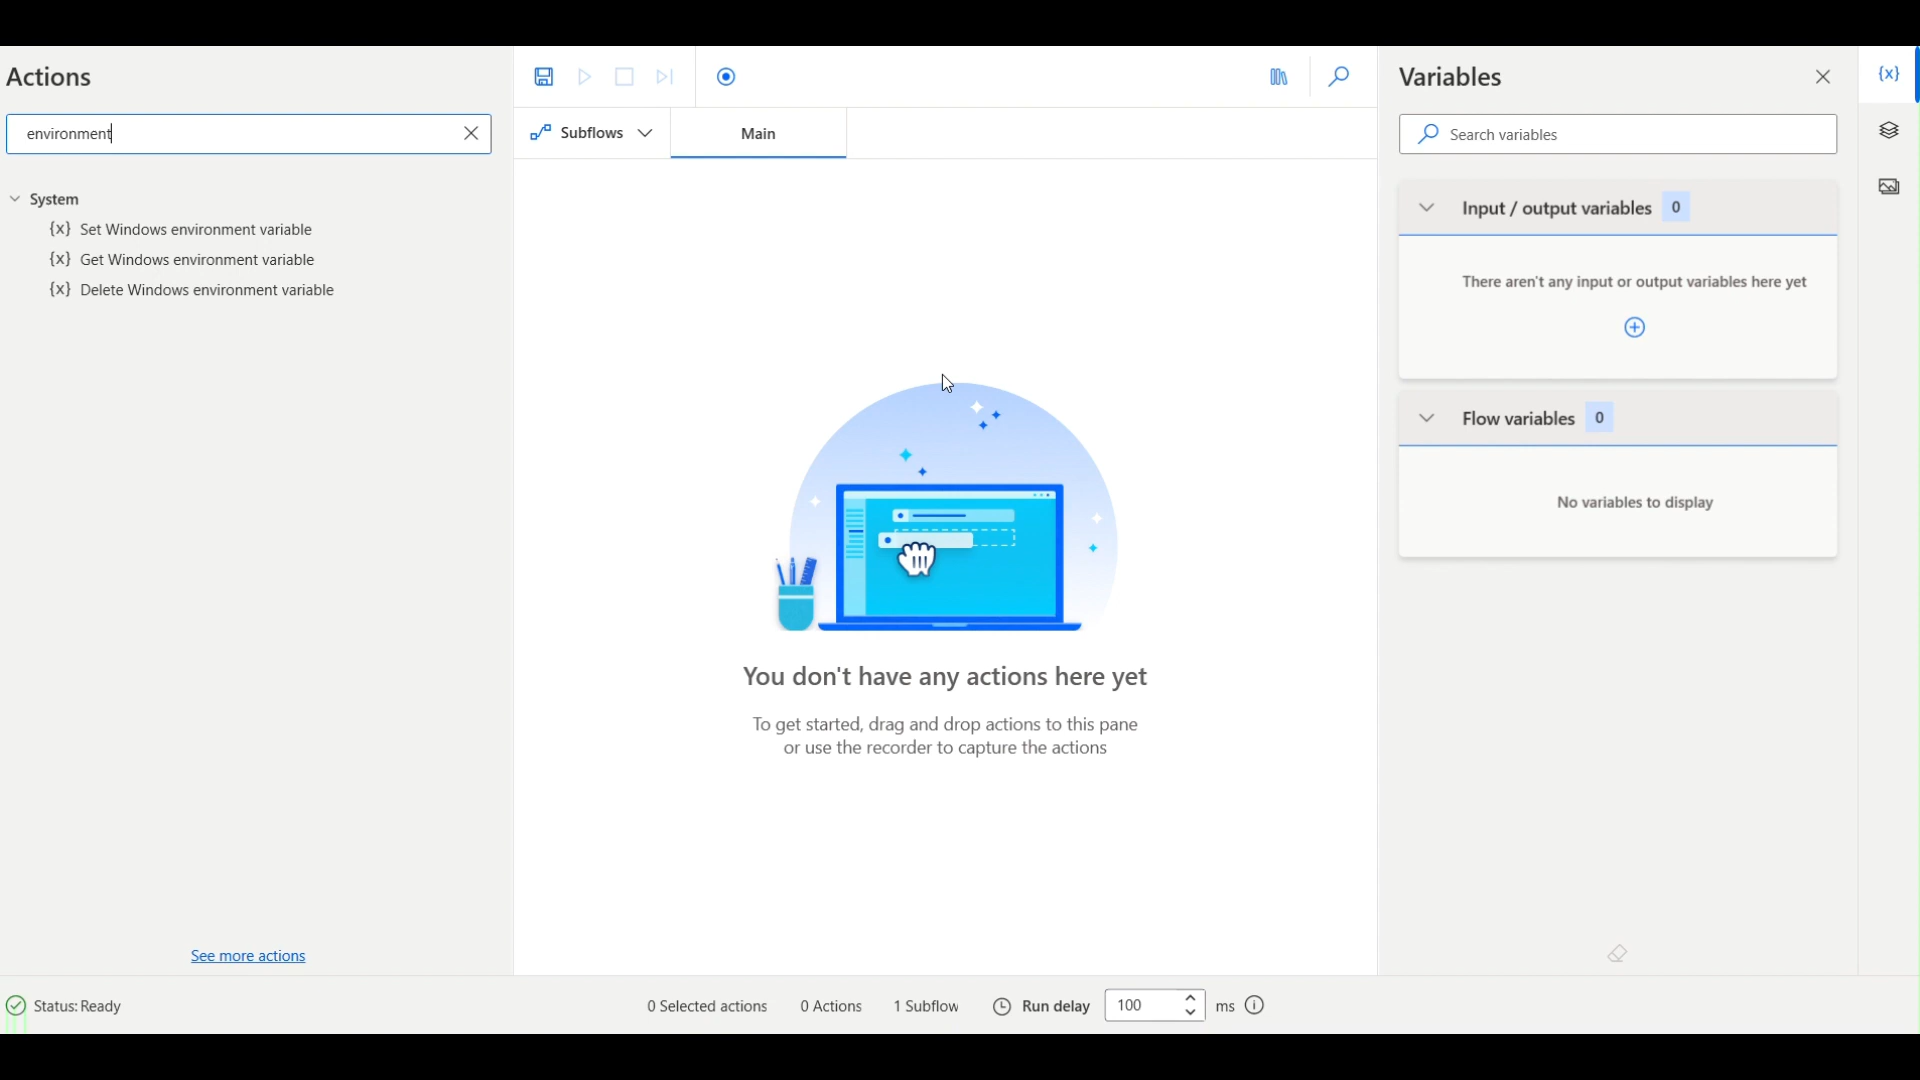 Actions
environment
System
{x} Set Windows environment variable
{x} Get Windows environment variable
{x} Delete Windows environment variable
See more actions
Subflows
Main
You don't have any actions here yet
To get started, drag and drop actions to this pane
or use the recorder to capture the actions
Variables
{x}
Search variables
Input / output variables 0
There aren't any input or output variables here yet
Flow variables 0
No variables to display
Status: Ready
0 Selected actions 0 Actions 1 Subflow Run delay 100 ms